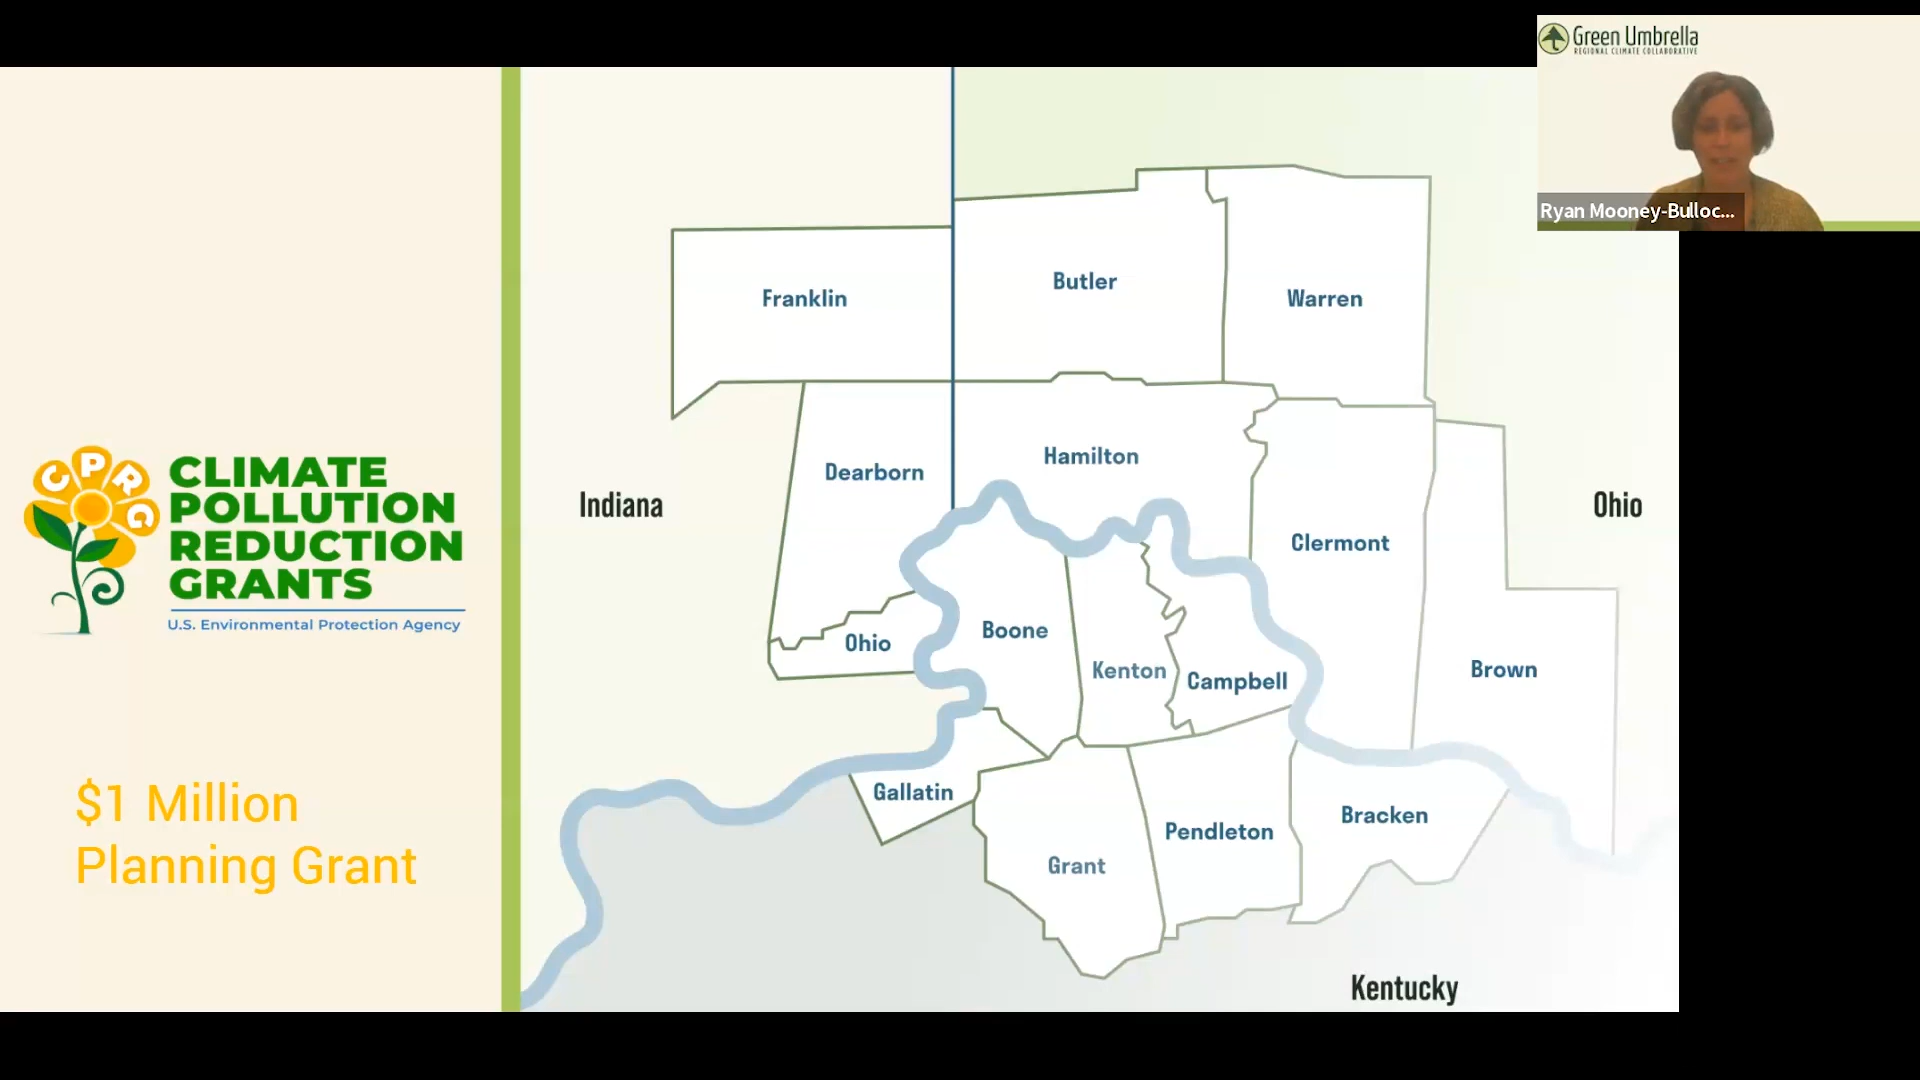 Green Umbrella
REGIONAL CLIMATE COLLABORATIVE
Ryan Mooney-Bulloc...
CPRG
CLIMATE
POLLUTION
REDUCTION
GRANTS
U.S. Environmental Protection Agency
$1 Million
Planning Grant
Franklin
Butler
Warren
Dearborn
Hamilton
Indiana
Ohio
Clermont
Ohio
Boone
Kenton
Campbell
Brown
Gallatin
Grant
Pendleton
Bracken
Kentucky